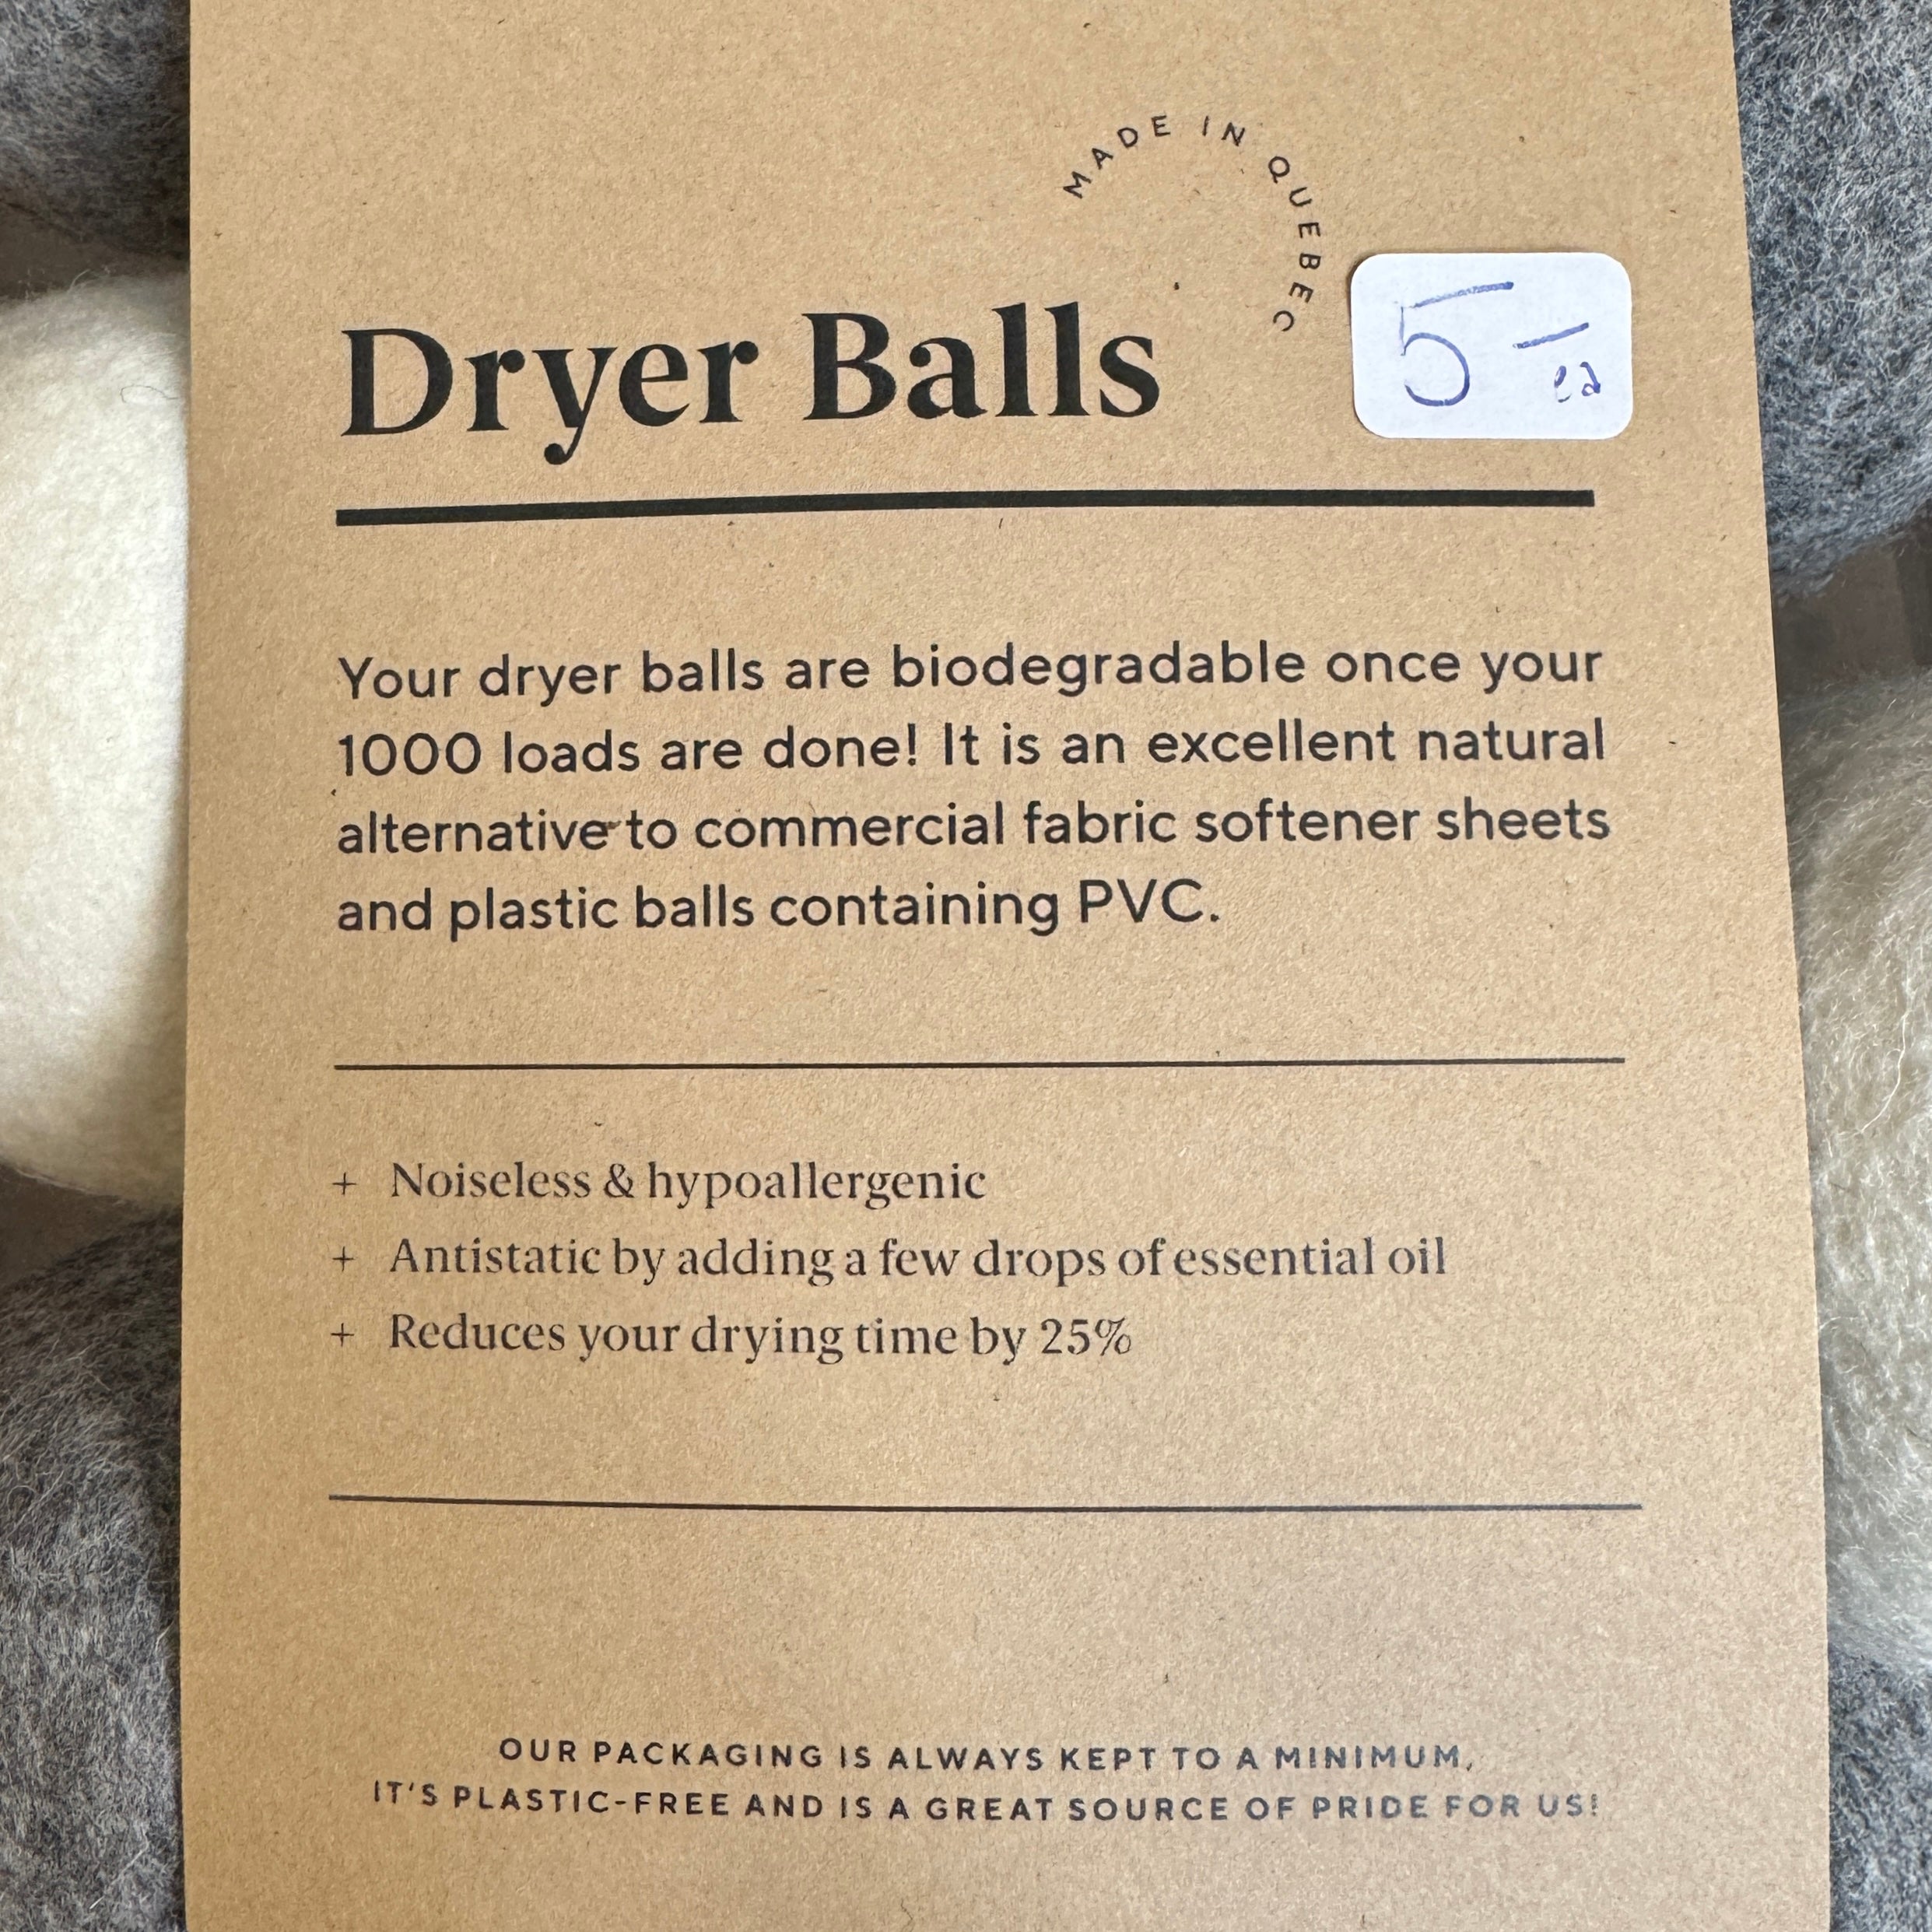 MADE IN QUEBEC
Dryer Balls
5 –
ea
Your dryer balls are biodegradable once your
1000 loads are done! It is an excellent natural
alternative to commercial fabric softener sheets
and plastic balls containing PVC.
+ Noiseless & hypoallergenic
+ Antistatic by adding a few drops of essential oil
+ Reduces your drying time by 25%
OUR PACKAGING IS ALWAYS KEPT TO A MINIMUM,
IT'S PLASTIC-FREE AND IS A GREAT SOURCE OF PRIDE FOR US!